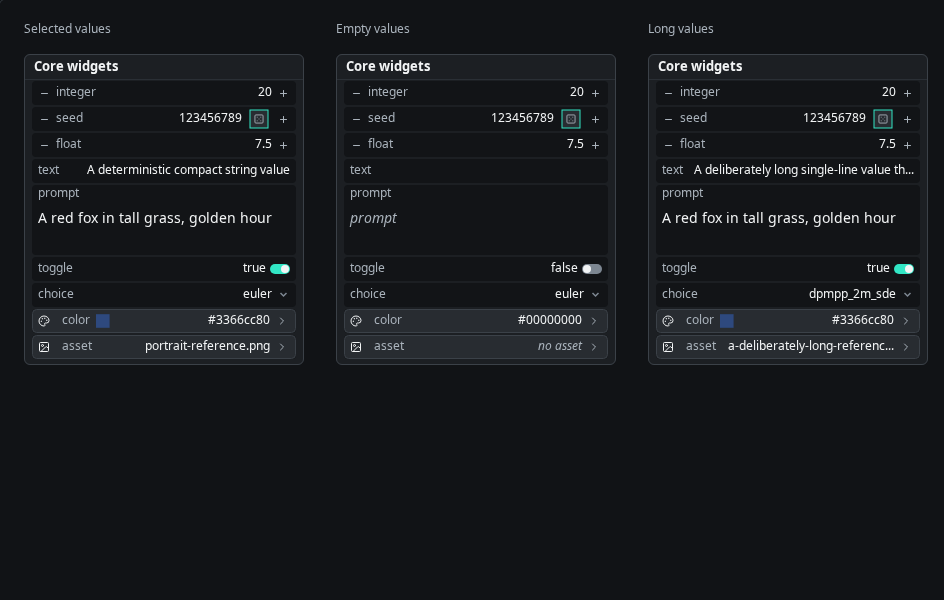 Selected values
Core widgets
− integer 20 +
− seed 123456789 +
− float 7.5 +
text A deterministic compact string value
prompt
A red fox in tall grass, golden hour
toggle true
choice euler
color #3366cc80
asset portrait-reference.png
Empty values
Core widgets
− integer 20 +
− seed 123456789 +
− float 7.5 +
text
prompt
prompt
toggle false
choice euler
color #00000000
asset no asset
Long values
Core widgets
− integer 20 +
− seed 123456789 +
− float 7.5 +
text A deliberately long single-line value th...
prompt
A red fox in tall grass, golden hour
toggle true
choice dpmpp_2m_sde
color #3366cc80
asset a-deliberately-long-referenc...